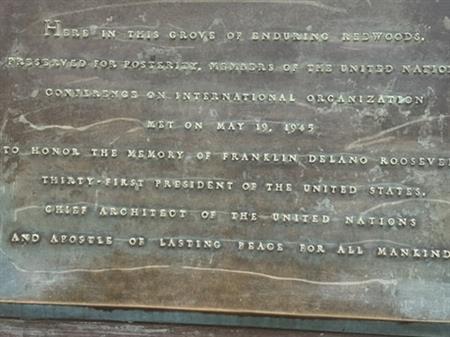 HERE IN THIS GROVE OF ENDURING REDWOODS,
PRESERVED FOR POSTERITY, MEMBERS OF THE UNITED NATION
CONFERENCE ON INTERNATIONAL ORGANIZATION
MET ON MAY 19, 1945
TO HONOR THE MEMORY OF FRANKLIN DELANO ROOSEVE
THIRTY-FIRST PRESIDENT OF THE UNITED STATES,
CHIEF ARCHITECT OF THE UNITED NATIONS
AND APOSTLE OF LASTING PEACE FOR ALL MANKIND